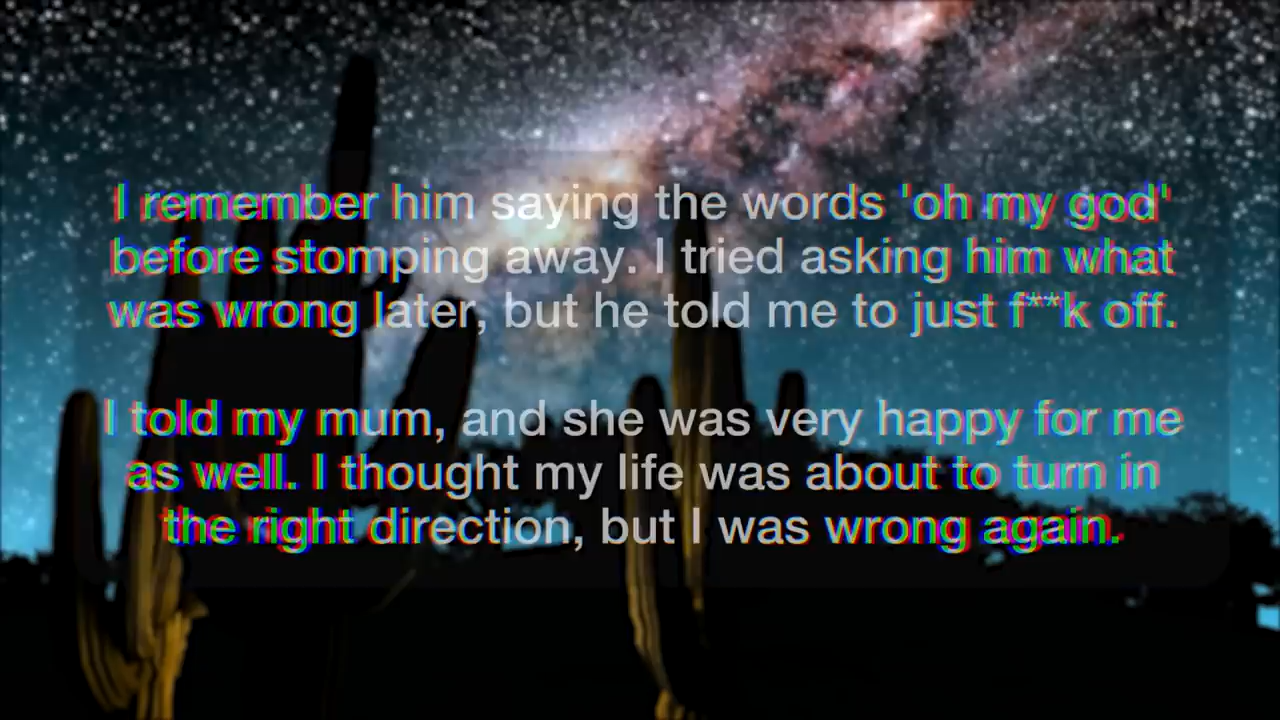 I remember him saying the words 'oh my god'
before stomping away. I tried asking him what
was wrong later, but he told me to just f**k off.
I told my mum, and she was very happy for me
as well. I thought my life was about to turn in
the right direction, but I was wrong again.